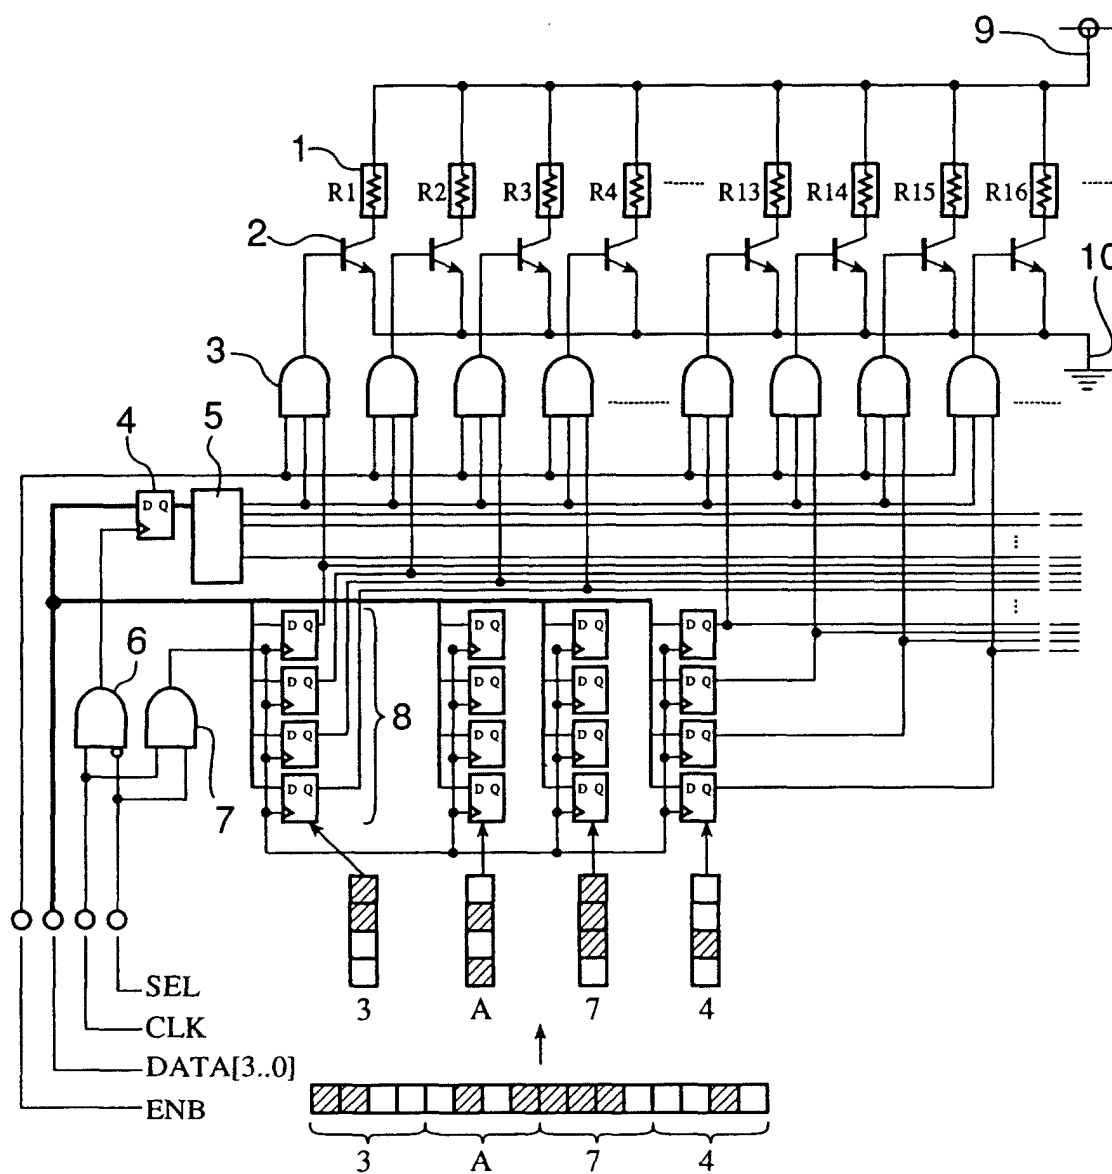 9
1
R1
R2
R3
R4
R13
R14
R15
R16
2
10
3
4
5
D Q
D Q
D Q
D Q
D Q
6
D Q
D Q
D Q
D Q
8
D Q
D Q
D Q
D Q
7
D Q
D Q
D Q
D Q
SEL
3
A
7
4
CLK
DATA[3..0]
ENB
3
A
7
4